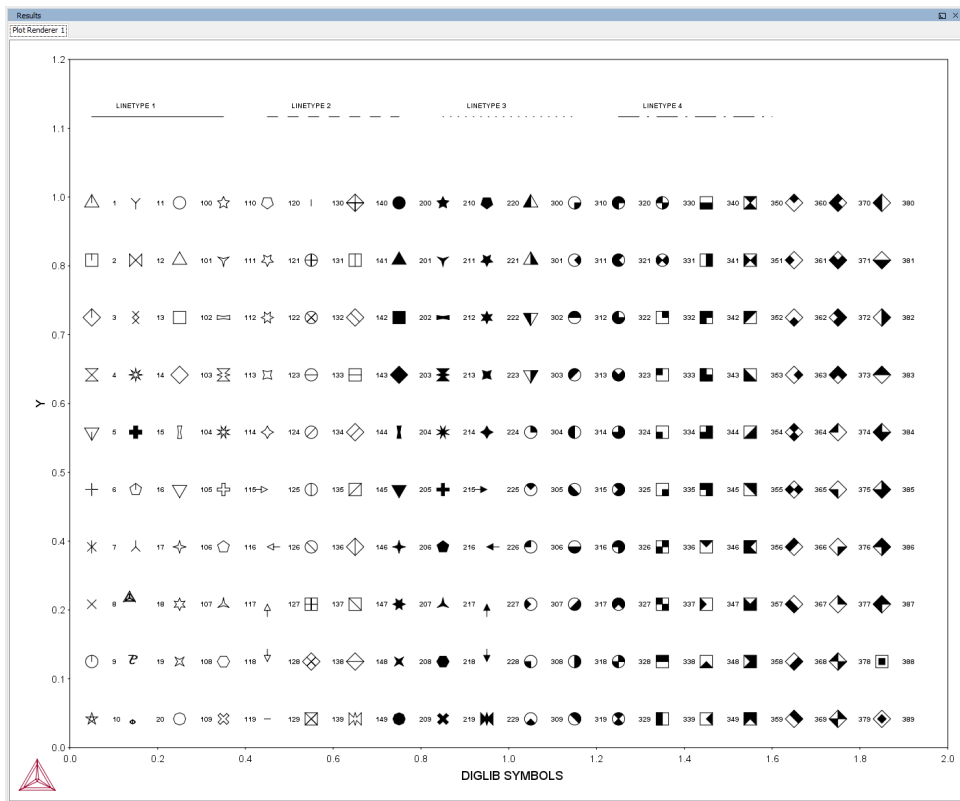 Results
Plot Renderer 1
1.2
LINETYPE 1 LINETYPE 2 LINETYPE 3 LINETYPE 4
1.1
1.0 1 11 100 110 120 130 140 200 210 220 300 310 320 330 340 350 360 370 380
0.8 2 12 101 111 121 131 141 201 211 221 301 311 321 331 341 351 361 371 381
3 13 102 112 122 132 142 202 212 222 302 312 322 332 342 352 362 372 382
0.7
4 14 103 113 123 133 143 203 213 223 303 313 323 333 343 353 363 373 383
Y 0.6
5 15 104 114 124 134 144 204 214 224 304 314 324 334 344 354 364 374 384
0.5
6 16 105 115 125 135 145 205 215 225 305 315 325 335 345 355 365 375 385
0.4 7 17 106 116 126 136 146 206 216 226 306 316 326 336 346 356 366 376 386
0.2 8 18 107 117 127 137 147 207 217 227 307 317 327 337 347 357 367 377 387
9 19 108 118 128 138 148 208 218 228 308 318 328 338 348 358 368 378 388
0.1
10 20 109 119 129 139 149 209 219 229 309 319 329 339 349 359 369 379 389
0.0
0.0 0.2 0.4 0.6 0.8 1.0 1.2 1.4 1.6 1.8 2.0
DIGLIB SYMBOLS